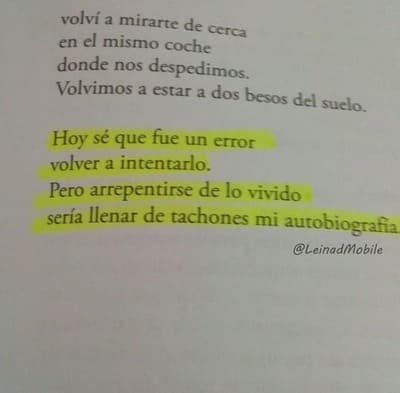 volví a mirarte de cerca
en el mismo coche
donde nos despedimos.
Volvimos a estar a dos besos del suelo.
Hoy sé que fue un error
volver a intentarlo.
Pero arrepentirse de lo vivido
sería llenar de tachones mi autobiografía
@LeinadMobile